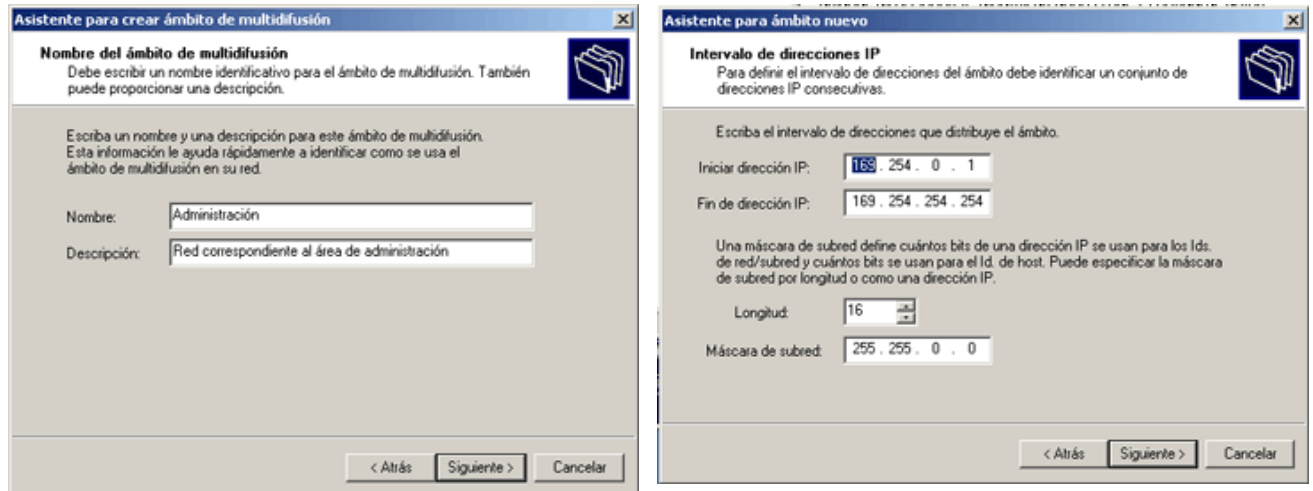 Asistente para crear ámbito de multidifusión
Nombre del ámbito de multidifusión
Debe escribir un nombre identificativo para el ámbito de multidifusión. También
puede proporcionar una descripción.
Escriba un nombre y una descripción para este ámbito de multidifusión.
Esta información le ayuda rápidamente a identificar como se usa el
ámbito de multidifusión en su red.
Nombre: Administración
Descripción: Red correspondiente al área de administración
< Atrás Siguiente > Cancelar
Asistente para ámbito nuevo
Intervalo de direcciones IP
Para definir el intervalo de direcciones del ámbito debe identificar un conjunto de
direcciones IP consecutivas.
Escriba el intervalo de direcciones que distribuye el ámbito.
Iniciar dirección IP: 169 . 254 . 0 . 1
Fin de dirección IP: 169 . 254 . 254 . 254
Una máscara de subred define cuántos bits de una dirección IP se usan para los Ids.
de red/subred y cuántos bits se usan para el Id. de host. Puede especificar la máscara
de subred por longitud o como una dirección IP.
Longitud: 16
Máscara de subred: 255 . 255 . 0 . 0
< Atrás Siguiente > Cancelar